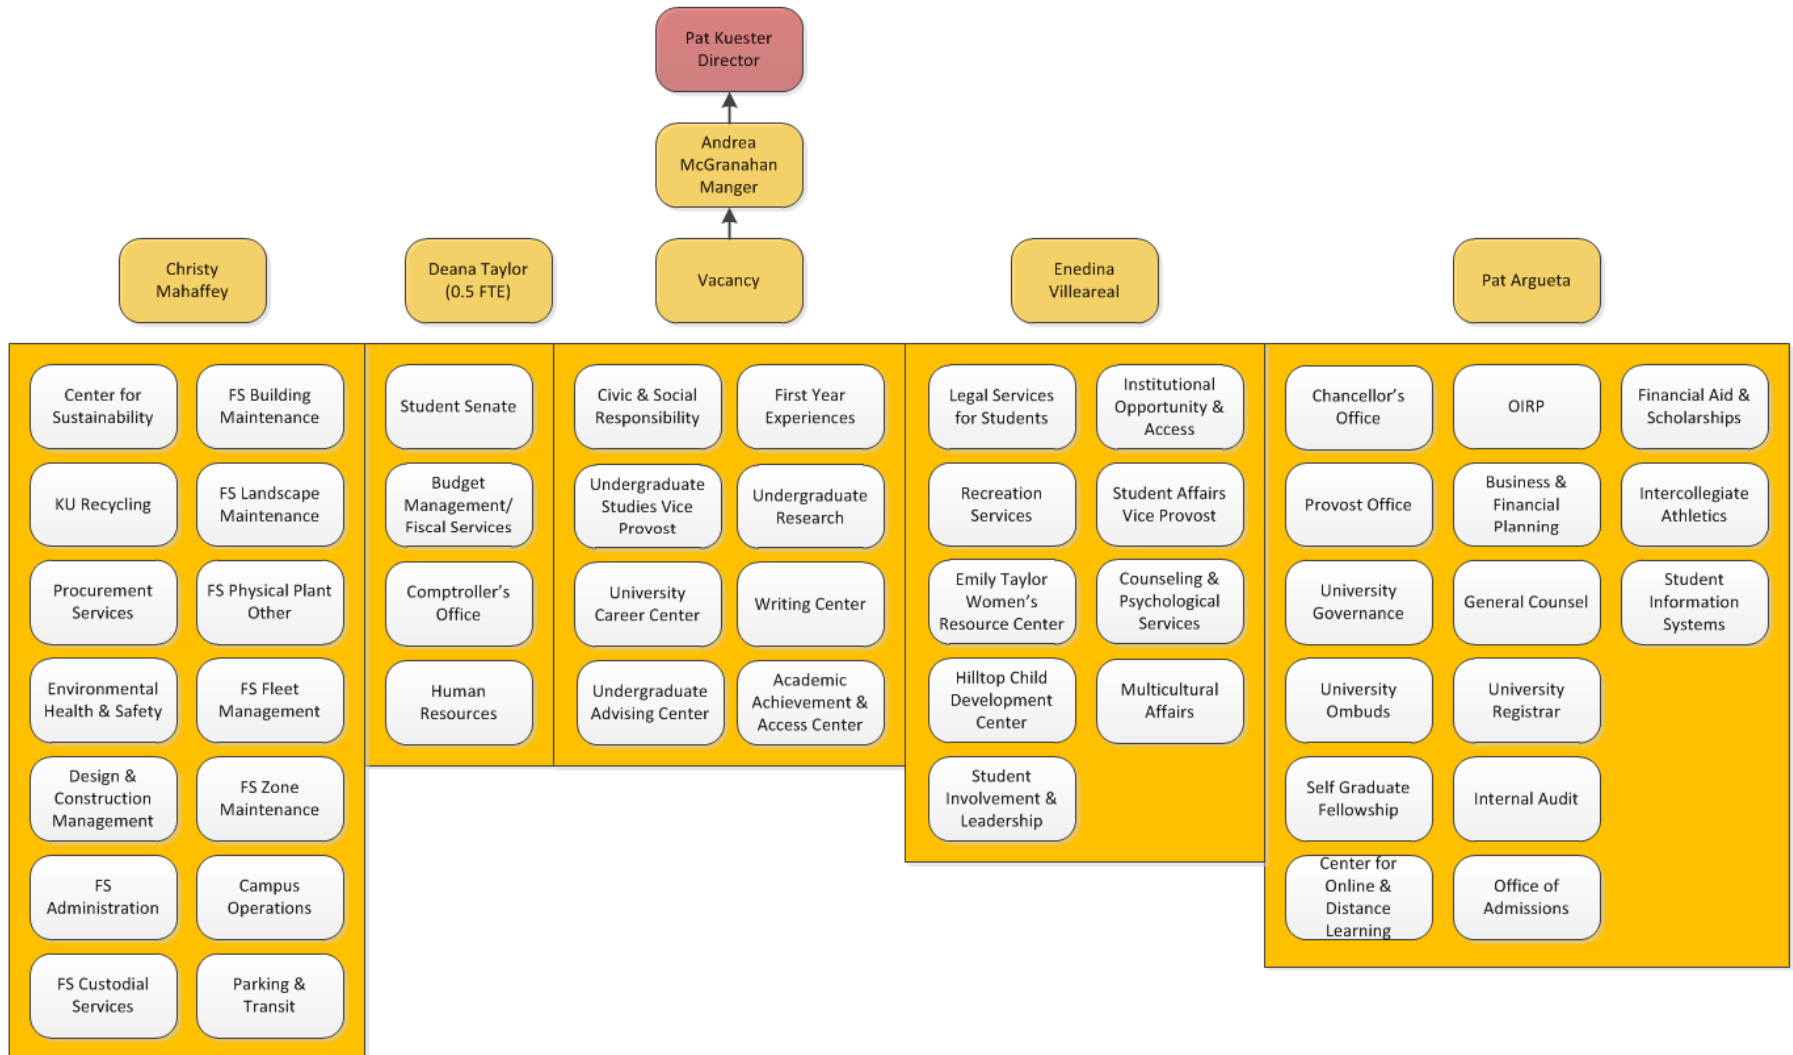 Pat Kuester
Director
Andrea
McGranahan
Manger
Christy
Mahaffey
Deana Taylor
(0.5 FTE)
Vacancy
Enedina
Villeareal
Pat Argueta
Center for
Sustainability
FS Building
Maintenance
KU Recycling
FS Landscape
Maintenance
Procurement
Services
FS Physical Plant
Other
Environmental
Health & Safety
FS Fleet
Management
Design &
Construction
Management
FS Zone
Maintenance
FS
Administration
Campus
Operations
FS Custodial
Services
Parking &
Transit
Student Senate
Budget
Management/
Fiscal Services
Comptroller's
Office
Human
Resources
Civic & Social
Responsibility
First Year
Experiences
Undergraduate
Studies Vice
Provost
Undergraduate
Research
University
Career Center
Writing Center
Undergraduate
Advising Center
Academic
Achievement &
Access Center
Legal Services
for Students
Institutional
Opportunity &
Access
Recreation
Services
Student Affairs
Vice Provost
Emily Taylor
Women's
Resource Center
Counseling &
Psychological
Services
Hilltop Child
Development
Center
Multicultural
Affairs
Student
Involvement &
Leadership
Chancellor's
Office
OIRP
Financial Aid &
Scholarships
Provost Office
Business &
Financial
Planning
Intercollegiate
Athletics
University
Governance
General Counsel
Student
Information
Systems
University
Ombuds
University
Registrar
Self Graduate
Fellowship
Internal Audit
Center for
Online &
Distance
Learning
Office of
Admissions